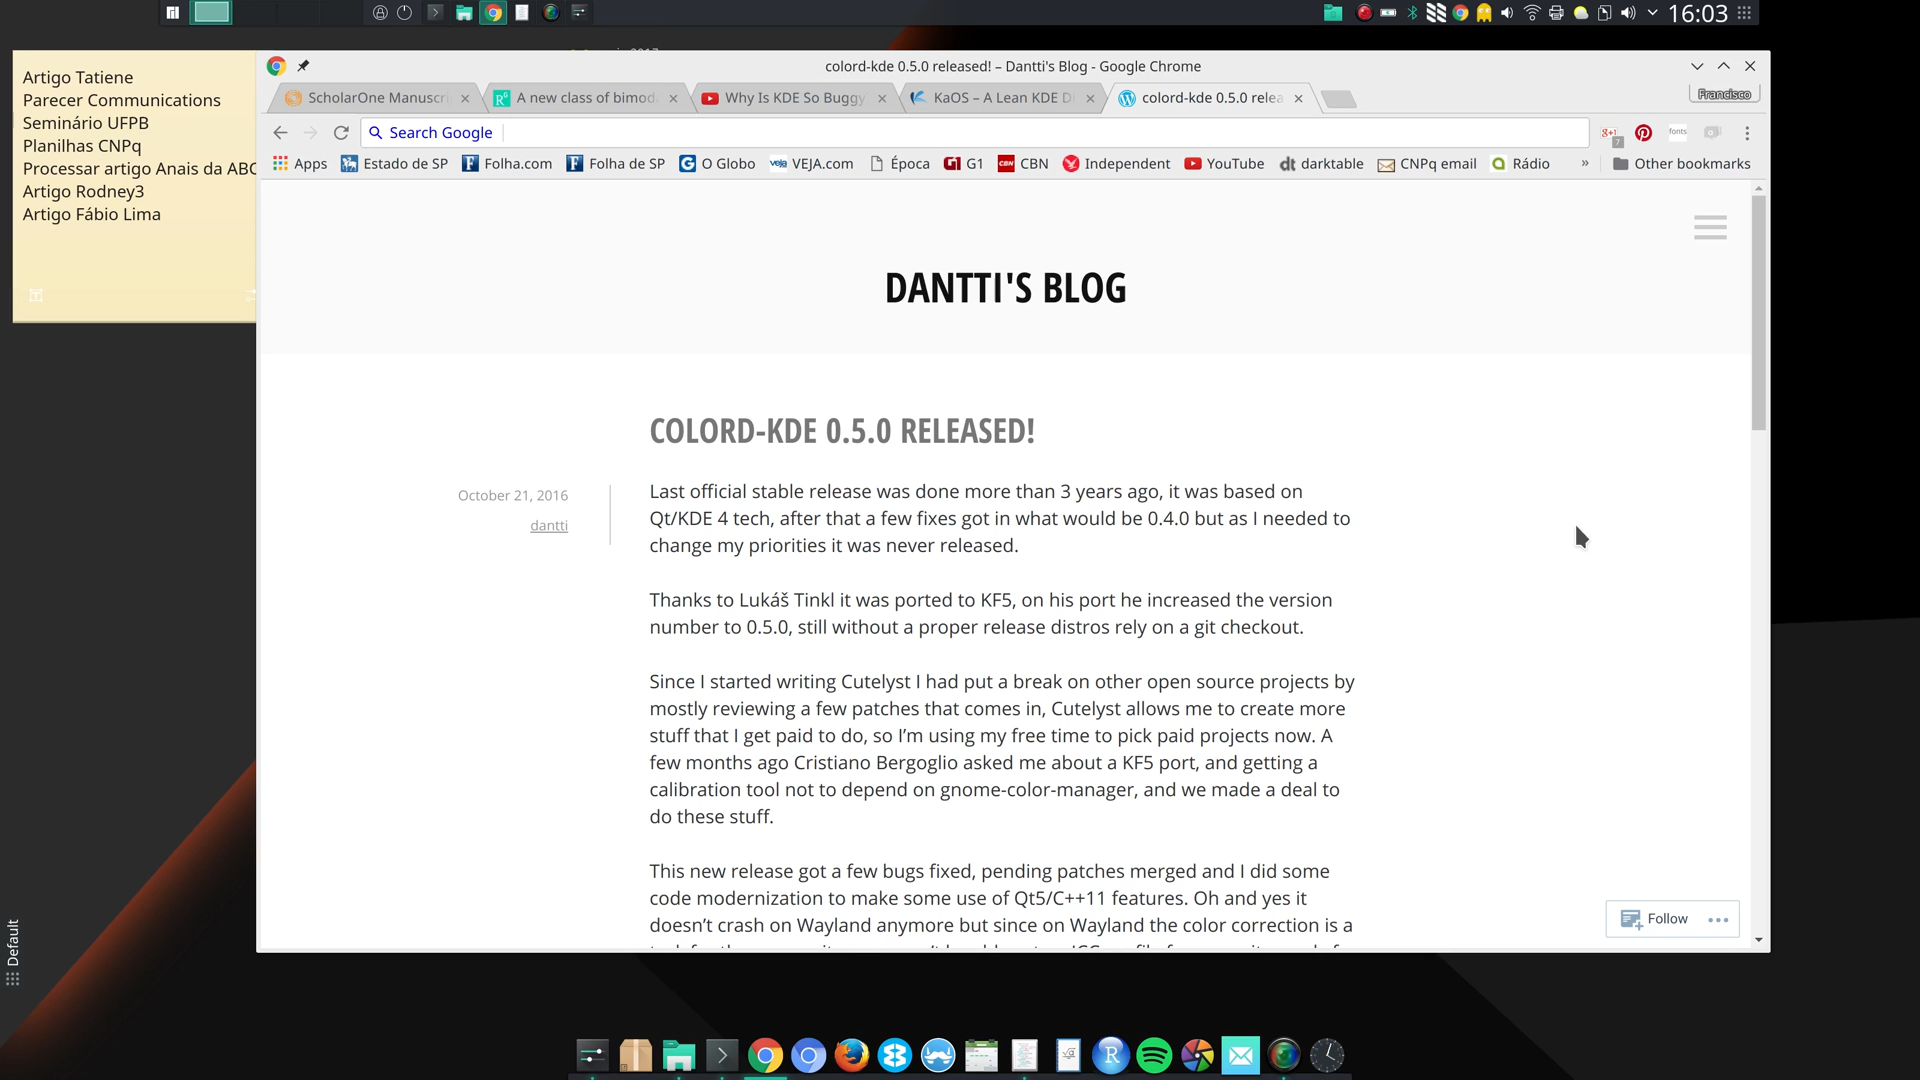 16:03
Artigo Tatiene
Parecer Communications
Seminário UFPB
Planilhas CNPq
Processar artigo Anais da ABC
Artigo Rodney3
Artigo Fábio Lima
colord-kde 0.5.0 released! – Dantti's Blog - Google Chrome
ScholarOne Manuscri
A new class of bimod
Why Is KDE So Buggy
KaOS – A Lean KDE D
colord-kde 0.5.0 relea
Francisco
Search Google
g+1
7
fonts
Apps
Estado de SP
Folha.com
Folha de SP
O Globo
veja VEJA.com
Época
G1
CBN CBN
Independent
YouTube
dt darktable
CNPq email
Rádio
»
Other bookmarks
DANTTI'S BLOG
COLORD-KDE 0.5.0 RELEASED!
October 21, 2016
dantti
Last official stable release was done more than 3 years ago, it was based on
Qt/KDE 4 tech, after that a few fixes got in what would be 0.4.0 but as I needed to
change my priorities it was never released.
Thanks to Lukáš Tinkl it was ported to KF5, on his port he increased the version
number to 0.5.0, still without a proper release distros rely on a git checkout.
Since I started writing Cutelyst I had put a break on other open source projects by
mostly reviewing a few patches that comes in, Cutelyst allows me to create more
stuff that I get paid to do, so I’m using my free time to pick paid projects now. A
few months ago Cristiano Bergoglio asked me about a KF5 port, and getting a
calibration tool not to depend on gnome-color-manager, and we made a deal to
do these stuff.
This new release got a few bugs fixed, pending patches merged and I did some
code modernization to make some use of Qt5/C++11 features. Oh and yes it
doesn’t crash on Wayland anymore but since on Wayland the color correction is a
Follow
Default